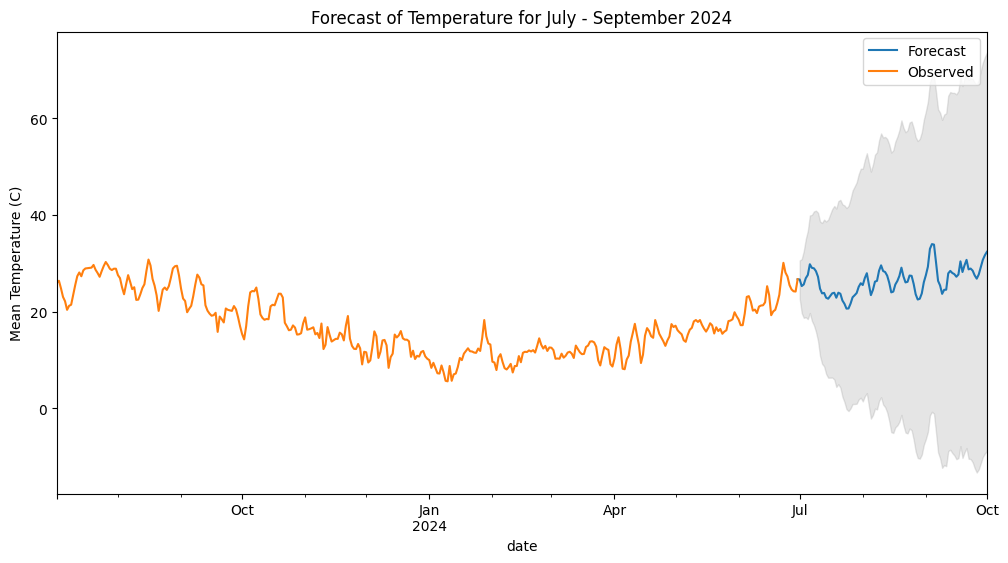 Forecast of Temperature for July - September 2024
Forecast
Observed
Mean Temperature (C)
60
40
20
0
Oct
Jan
2024
Apr
Jul
Oct
date